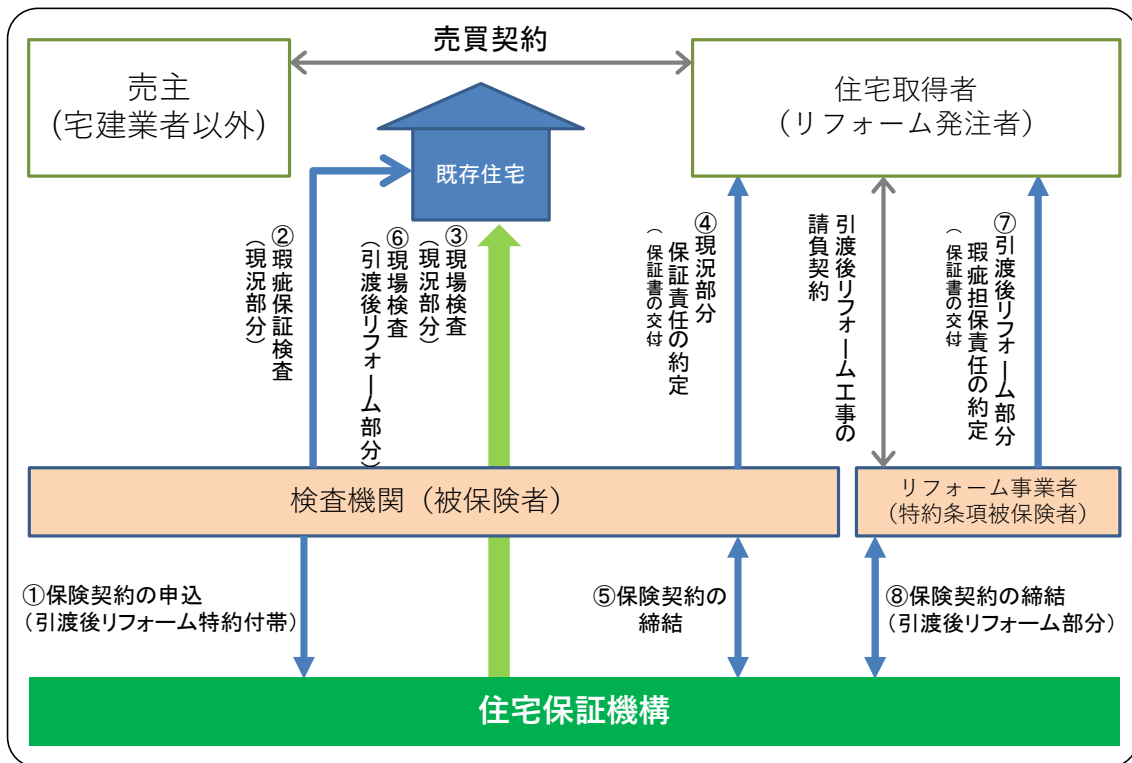 売買契約
売主
(宅建業者以外)
住宅取得者
(リフォーム発注者)
既存住宅
②瑕疵保証検査
(現況部分)
⑥現場検査
(引渡後リフォーム部分)
③現場検査
(現況部分)
④現況部分
保証責任の約定
(保証書の交付
引渡後リフォーム工事の
請負契約
⑦引渡後リフォーム部分
瑕疵担保責任の約定
(保証書の交付
検査機関(被保険者)
リフォーム事業者
(特約条項被保険者)
①保険契約の申込
(引渡後リフォーム特約付帯)
⑤保険契約の
締結
⑧保険契約の締結
(引渡後リフォーム部分)
住宅保証機構